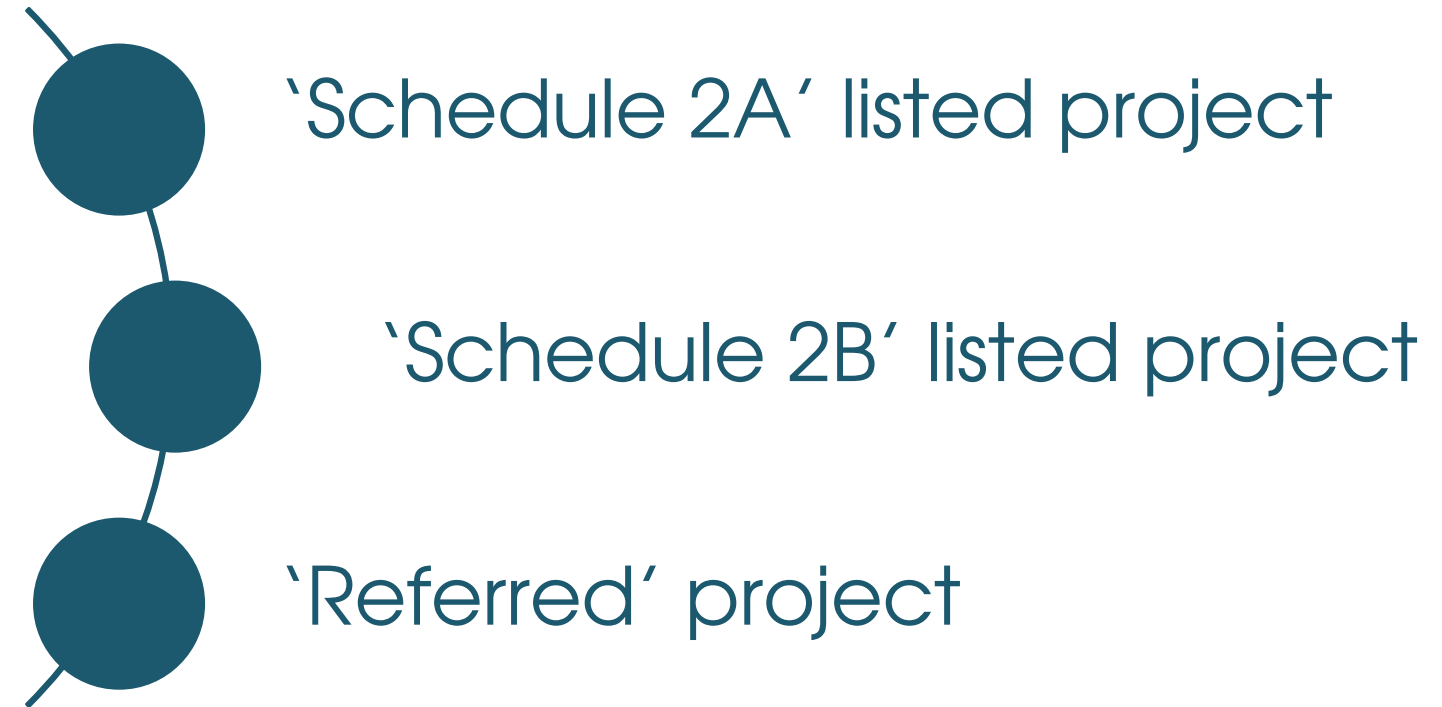 ‘Schedule 2A’ listed project
‘Schedule 2B’ listed project
‘Referred’ project